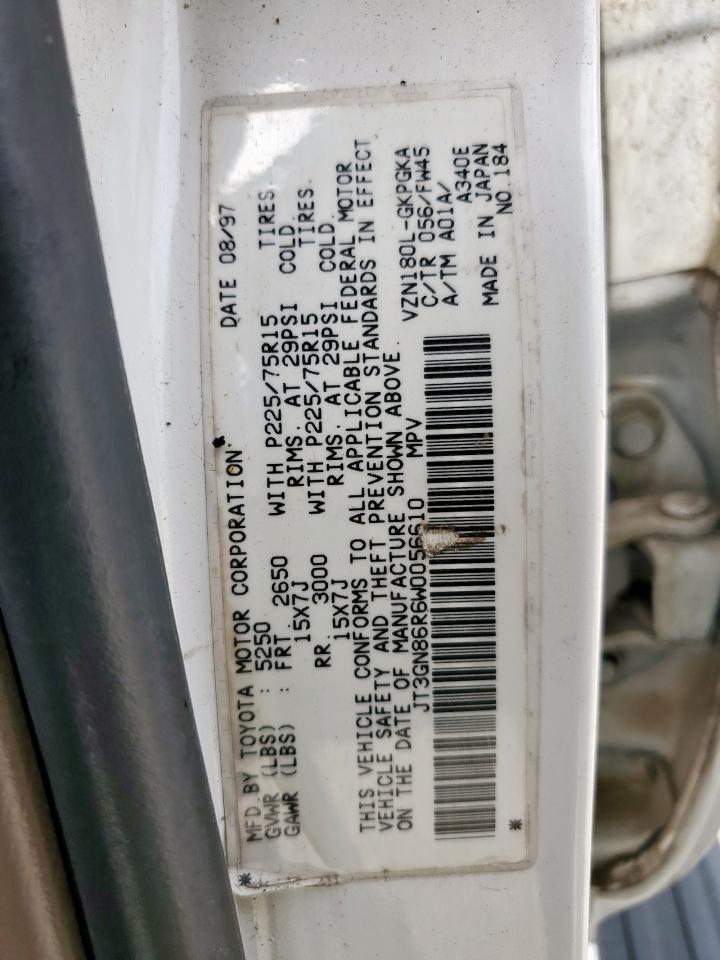 MFD.BY TOYOTA MOTOR CORPORATION DATE 08/97
GVWR (LBS) : 5250
GAWR (LBS) : FRT. 2650 WITH P225/75R15 TIRES.
15X7J RIMS. AT 29PSI COLD
RR. 3000 WITH P225/75R15 TIRES.
15X7J RIMS. AT 29PSI COLD.
THIS VEHICLE CONFORMS TO ALL APPLICABLE FEDERAL MOTOR
VEHICLE SAFETY AND THEFT PREVENTION STANDARDS IN EFFECT
ON THE DATE OF MANUFACTURE SHOWN ABOVE.
JT3GN86R6W0056610 MPV
VZN180L-GKPGKA
C/TR 056/FW45
A/TM A01A/
A340E
MADE IN JAPAN
NO.184